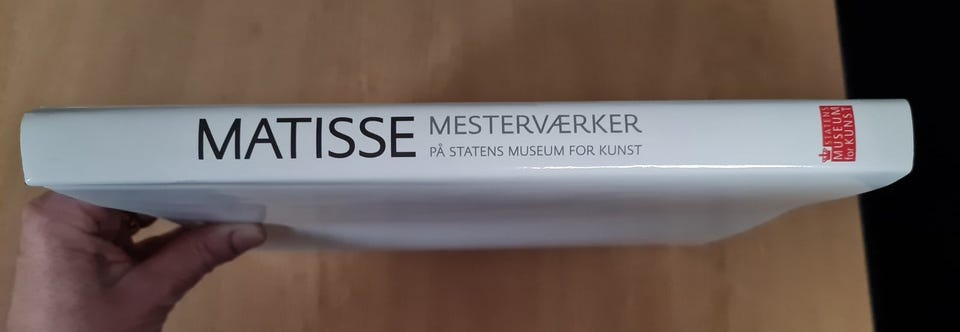 MATISSE
MESTERVÆRKER
PÅ STATENS MUSEUM FOR KUNST
STATENS
MUSEUM
for KUNST